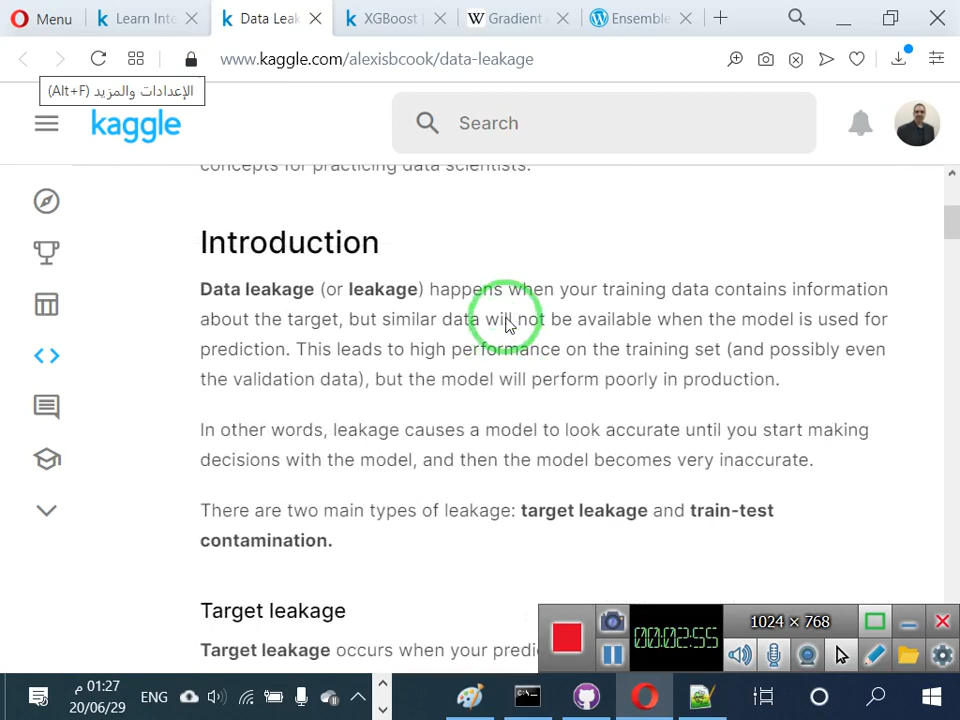 Menu
Learn Inte
Data Leak
XGBoost
Gradient
Ensemble
www.kaggle.com/alexisbcook/data-leakage
الإعدادات والمزيد (Alt+F)
kaggle
Search
concepts for practicing data scientists.
Introduction
Data leakage (or leakage) happens when your training data contains information
about the target, but similar data will not be available when the model is used for
prediction. This leads to high performance on the training set (and possibly even
the validation data), but the model will perform poorly in production.
In other words, leakage causes a model to look accurate until you start making
decisions with the model, and then the model becomes very inaccurate.
There are two main types of leakage: target leakage and train-test
contamination.
Target leakage
Target leakage occurs when your predi
00:02:55
1024 × 768
01:27 م
20/06/29
ENG